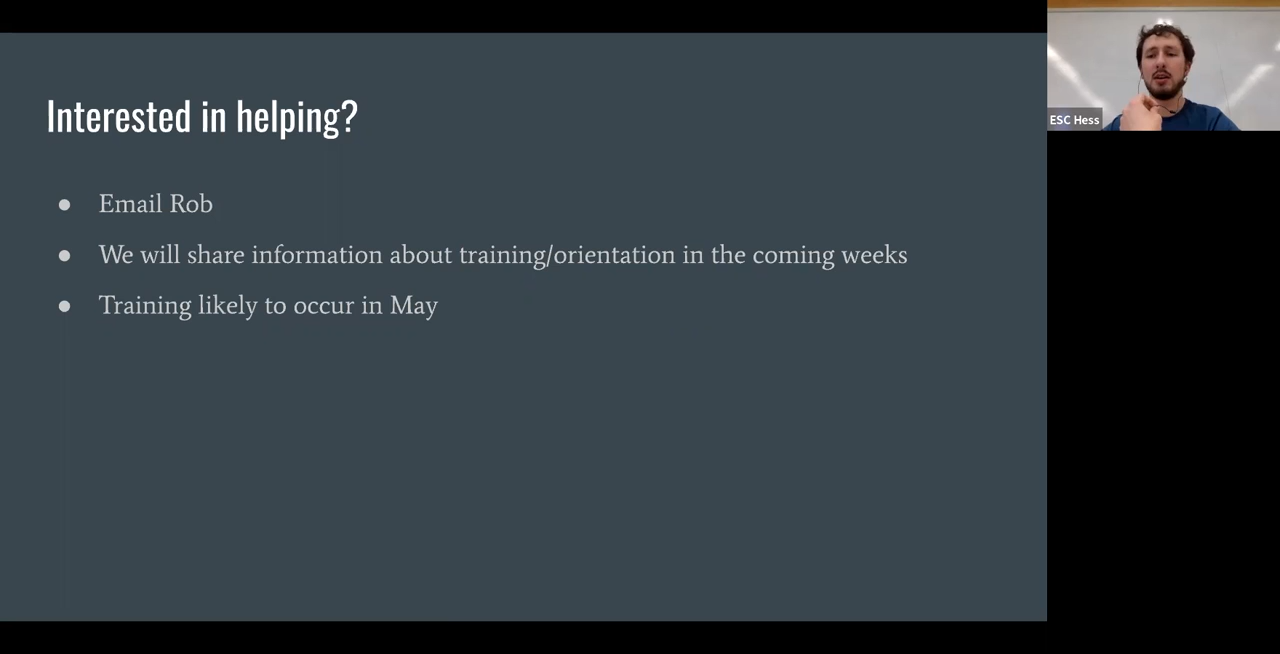 Interested in helping?
● Email Rob
● We will share information about training/orientation in the coming weeks
● Training likely to occur in May
ESC Hess